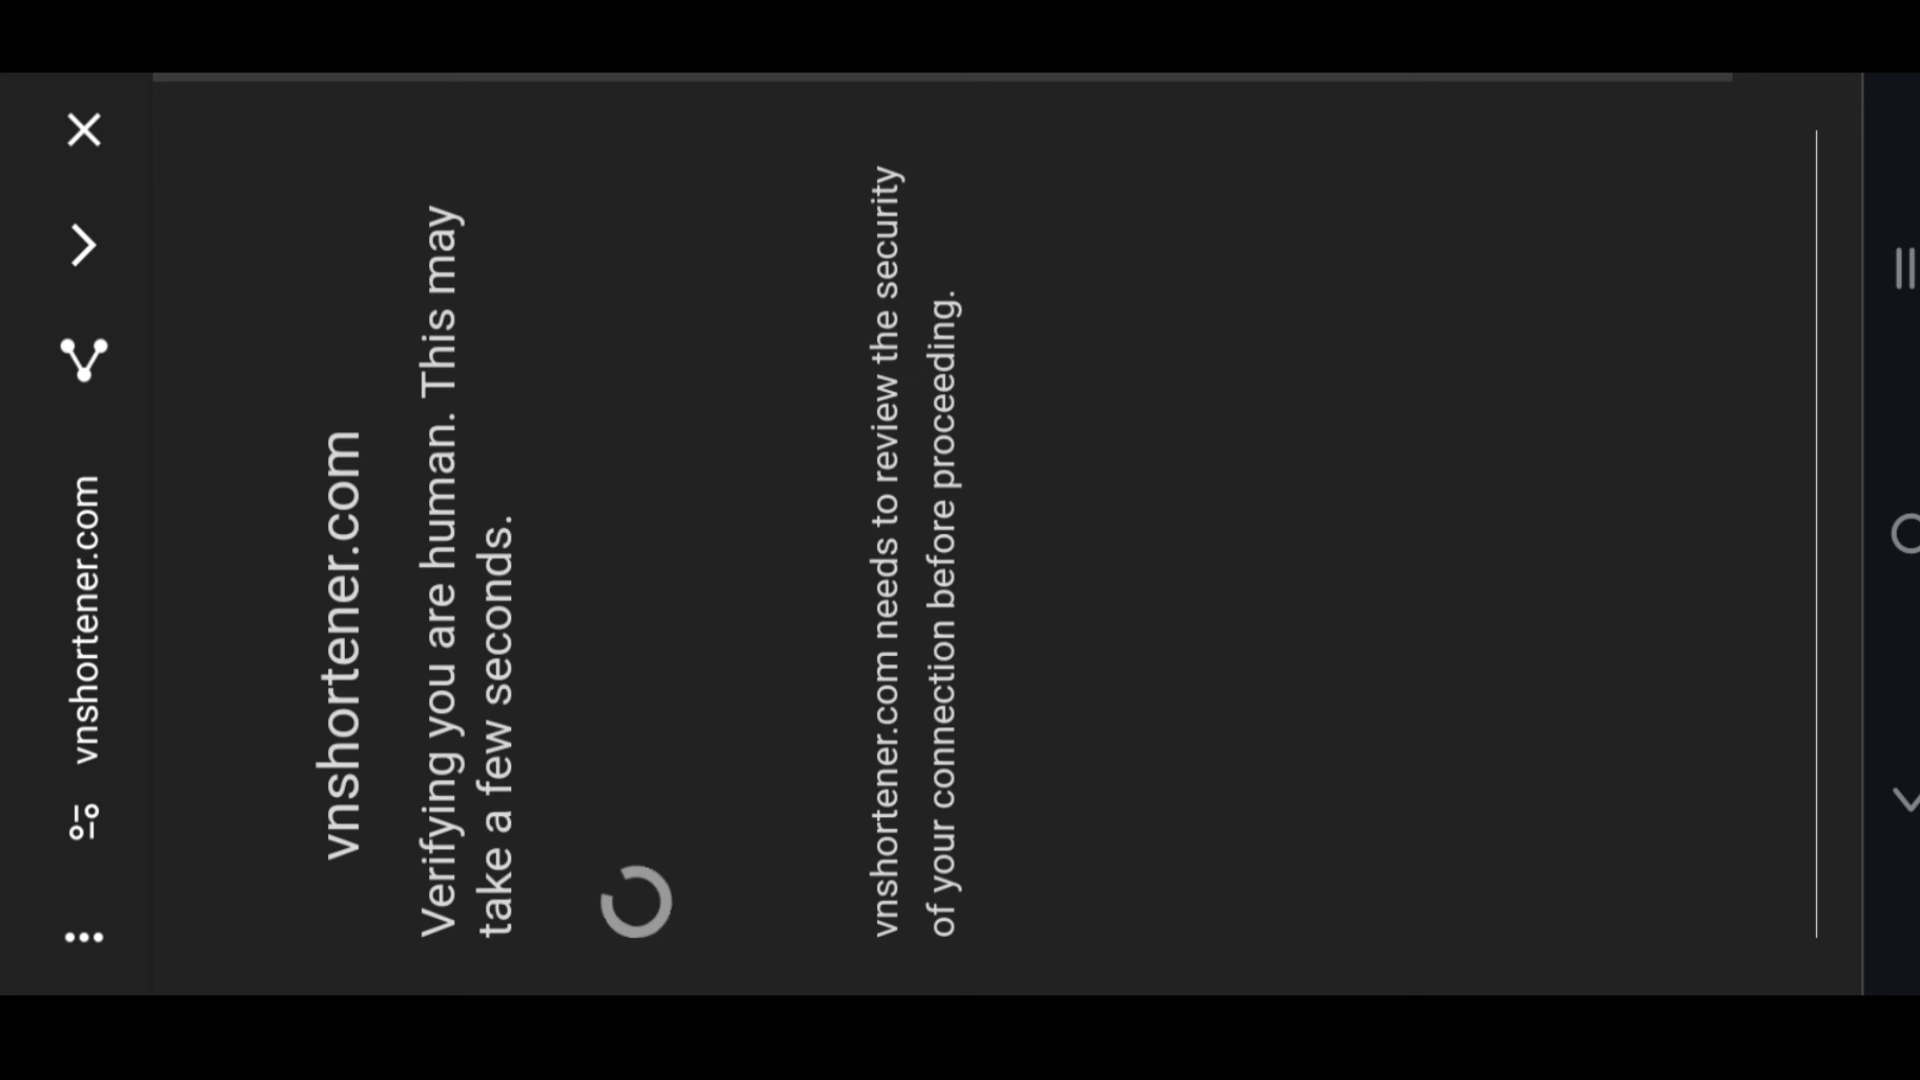 vnshortener.com
vnshortener.com
Verifying you are human. This may
take a few seconds.
vnshortener.com needs to review the security
of your connection before proceeding.